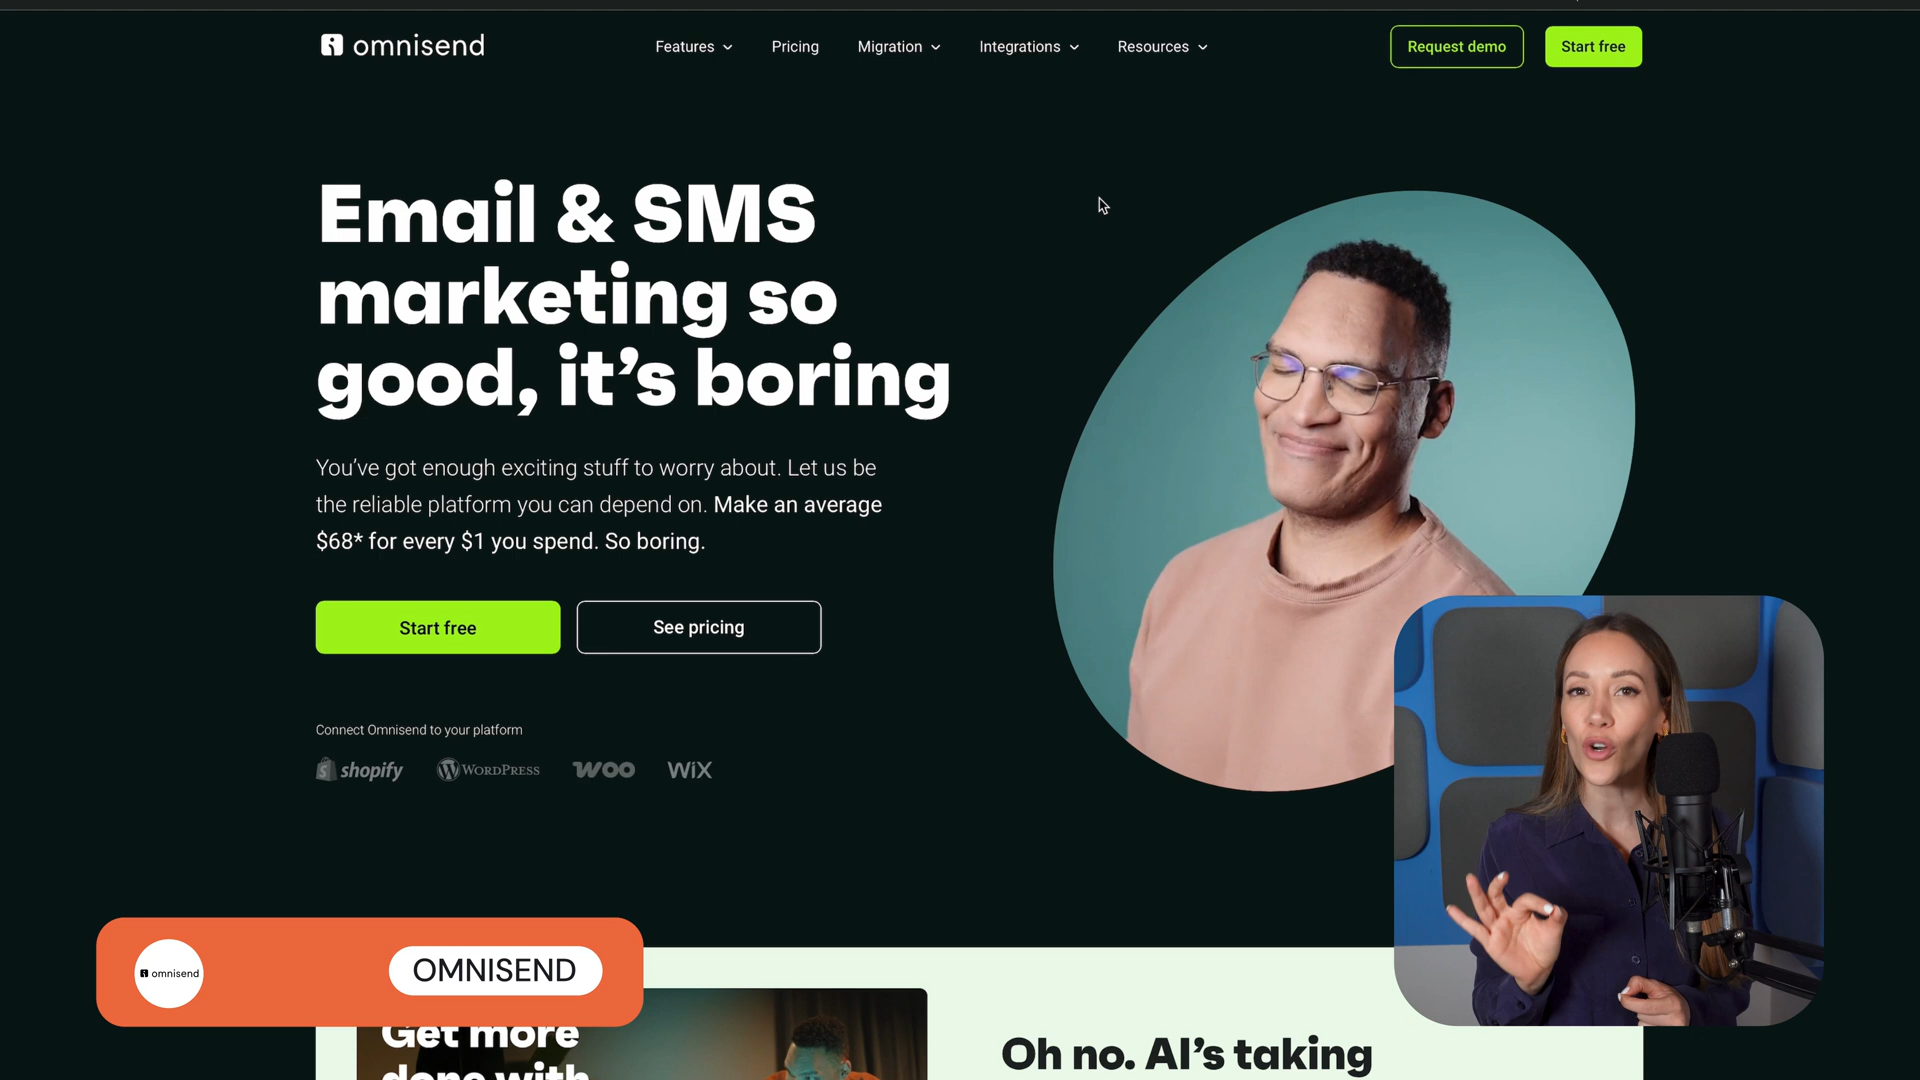 omnisend
Features
Pricing
Migration
Integrations
Resources
Request demo
Start free
Email & SMS
marketing so
good, it’s boring
You’ve got enough exciting stuff to worry about. Let us be
the reliable platform you can depend on. Make an average
$68* for every $1 you spend. So boring.
Start free
See pricing
Connect Omnisend to your platform
shopify
WORDPRESS
WOO
WiX
omnisend
OMNISEND
Get more
done with
Oh no. AI’s taking